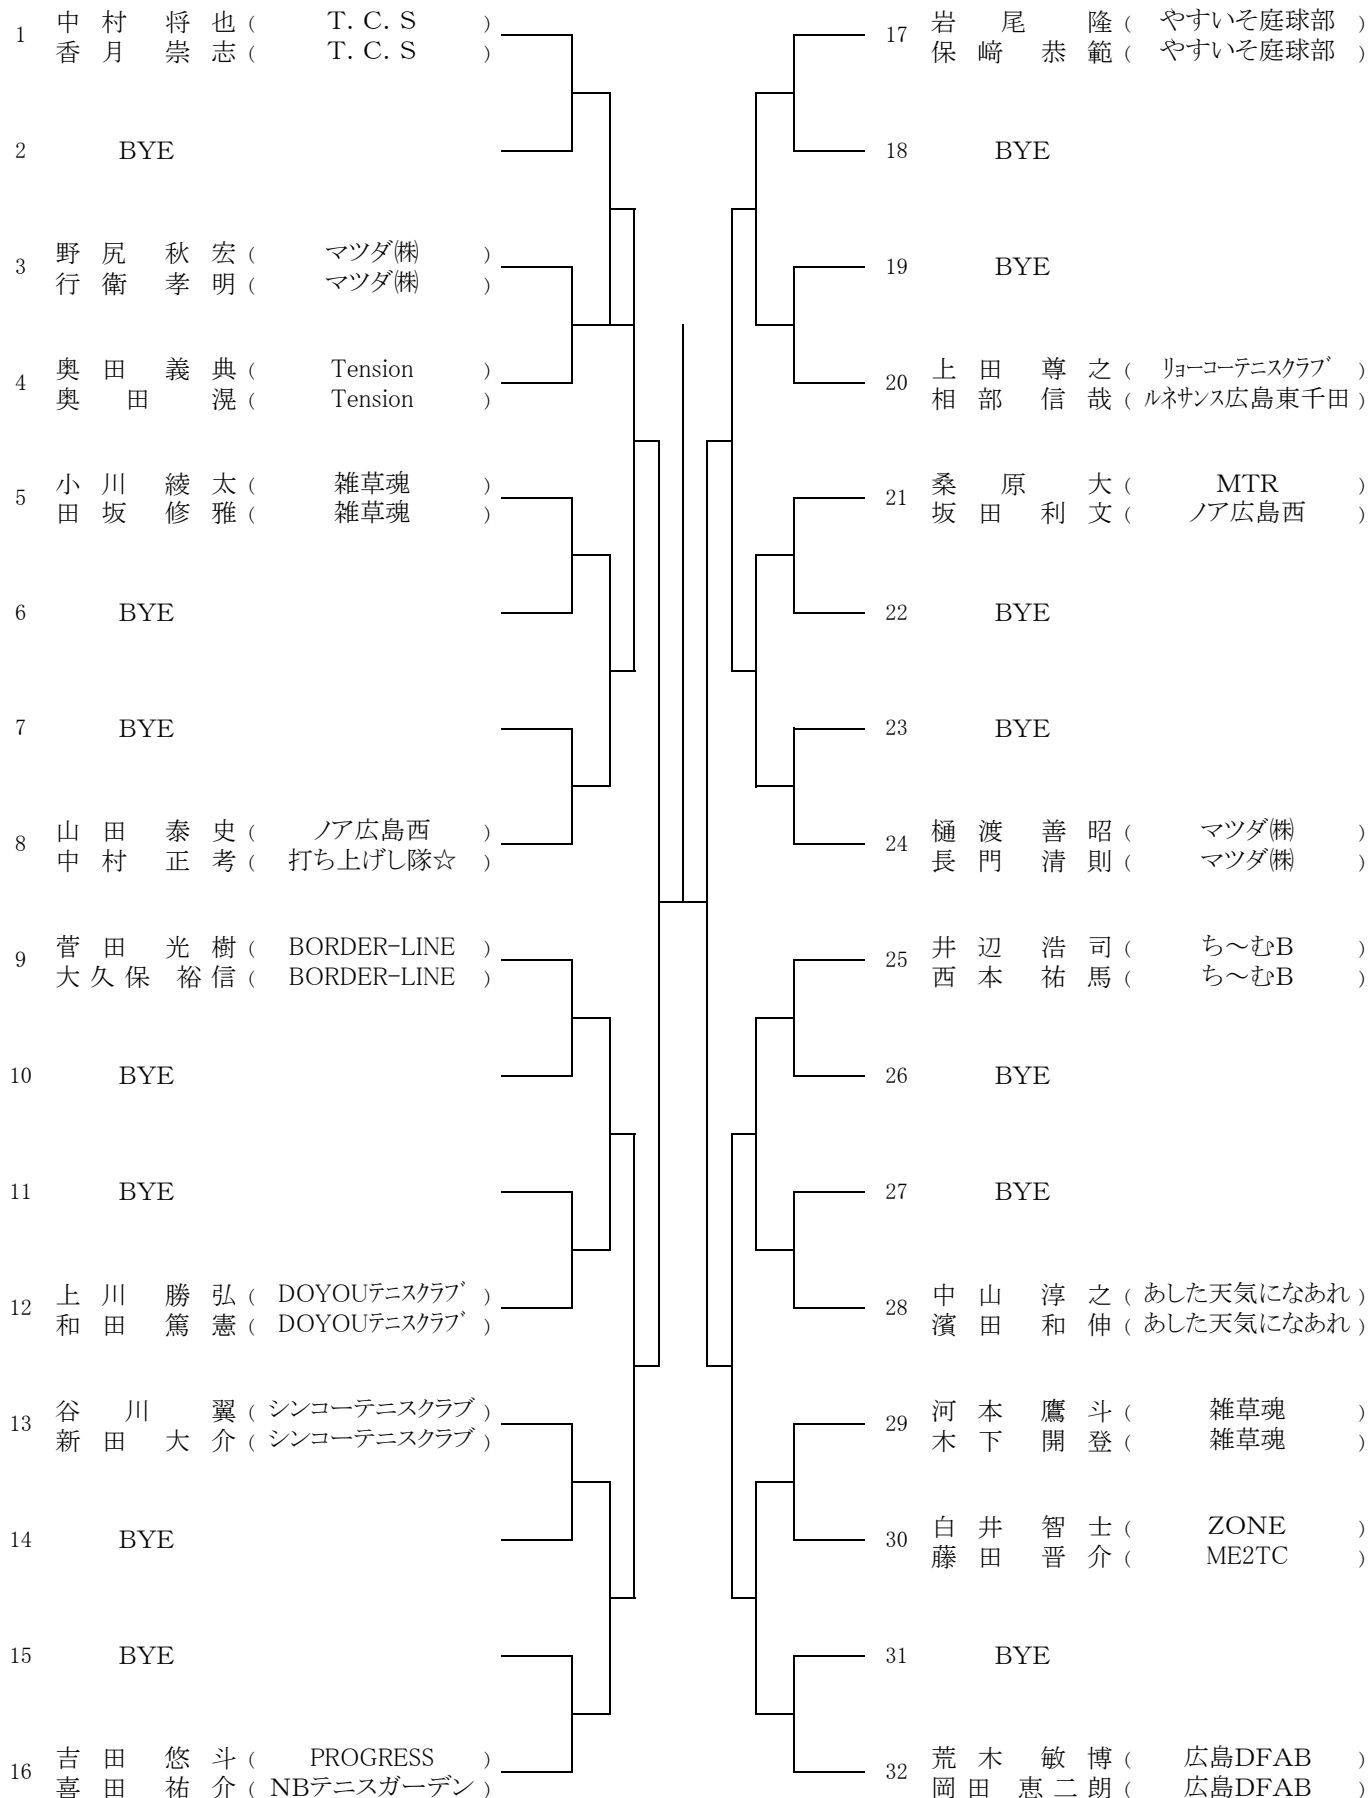 1 中村 将也 ( T.C.S )
香月 崇志 ( T.C.S )
2 BYE
3 野尻 秋宏 ( マツダ㈱ )
行衛 孝明 ( マツダ㈱ )
4 奥田 義典 ( Tension )
奥田 滉 ( Tension )
5 小川 綾太 ( 雑草魂 )
田坂 修雅 ( 雑草魂 )
6 BYE
7 BYE
8 山田 泰史 ( ノア広島西 )
中村 正考 ( 打ち上げし隊☆ )
9 菅田 光樹 ( BORDER-LINE )
大久保 裕信 ( BORDER-LINE )
10 BYE
11 BYE
12 上川 勝弘 ( DOYOUテニスクラブ )
和田 篤憲 ( DOYOUテニスクラブ )
13 谷川 翼 ( シンコーテニスクラブ )
新田 大介 ( シンコーテニスクラブ )
14 BYE
15 BYE
16 吉田 悠斗 ( PROGRESS )
喜田 祐介 ( NBテニスガーデン )
17 岩尾 隆 ( やすいそ庭球部 )
保﨑 恭範 ( やすいそ庭球部 )
18 BYE
19 BYE
20 上田 尊之 ( リョーコーテニスクラブ )
相部 信哉 ( ルネサンス広島東千田 )
21 桑原 大 ( MTR )
坂田 利文 ( ノア広島西 )
22 BYE
23 BYE
24 樋渡 善昭 ( マツダ㈱ )
長門 清則 ( マツダ㈱ )
25 井辺 浩司 ( ち～むB )
西本 祐馬 ( ち～むB )
26 BYE
27 BYE
28 中山 淳之 ( あした天気になあれ )
濱田 和伸 ( あした天気になあれ )
29 河本 鷹斗 ( 雑草魂 )
木下 開登 ( 雑草魂 )
30 白井 智士 ( ZONE )
藤田 晋介 ( ME2TC )
31 BYE
32 荒木 敏博 ( 広島DFAB )
岡田 恵二朗 ( 広島DFAB )